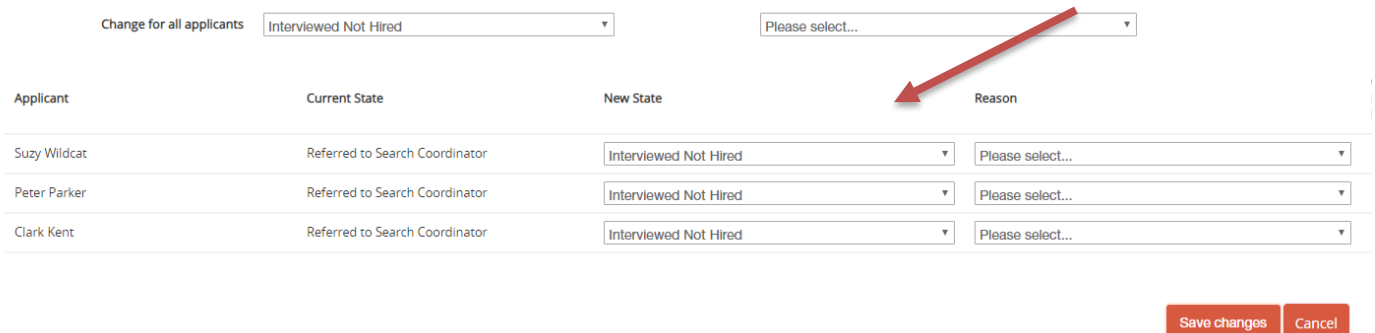 Change for all applicants Interviewed Not Hired Please select...
Applicant Current State New State Reason
Suzy Wildcat Referred to Search Coordinator Interviewed Not Hired Please select...
Peter Parker Referred to Search Coordinator Interviewed Not Hired Please select...
Clark Kent Referred to Search Coordinator Interviewed Not Hired Please select...
Save changes Cancel